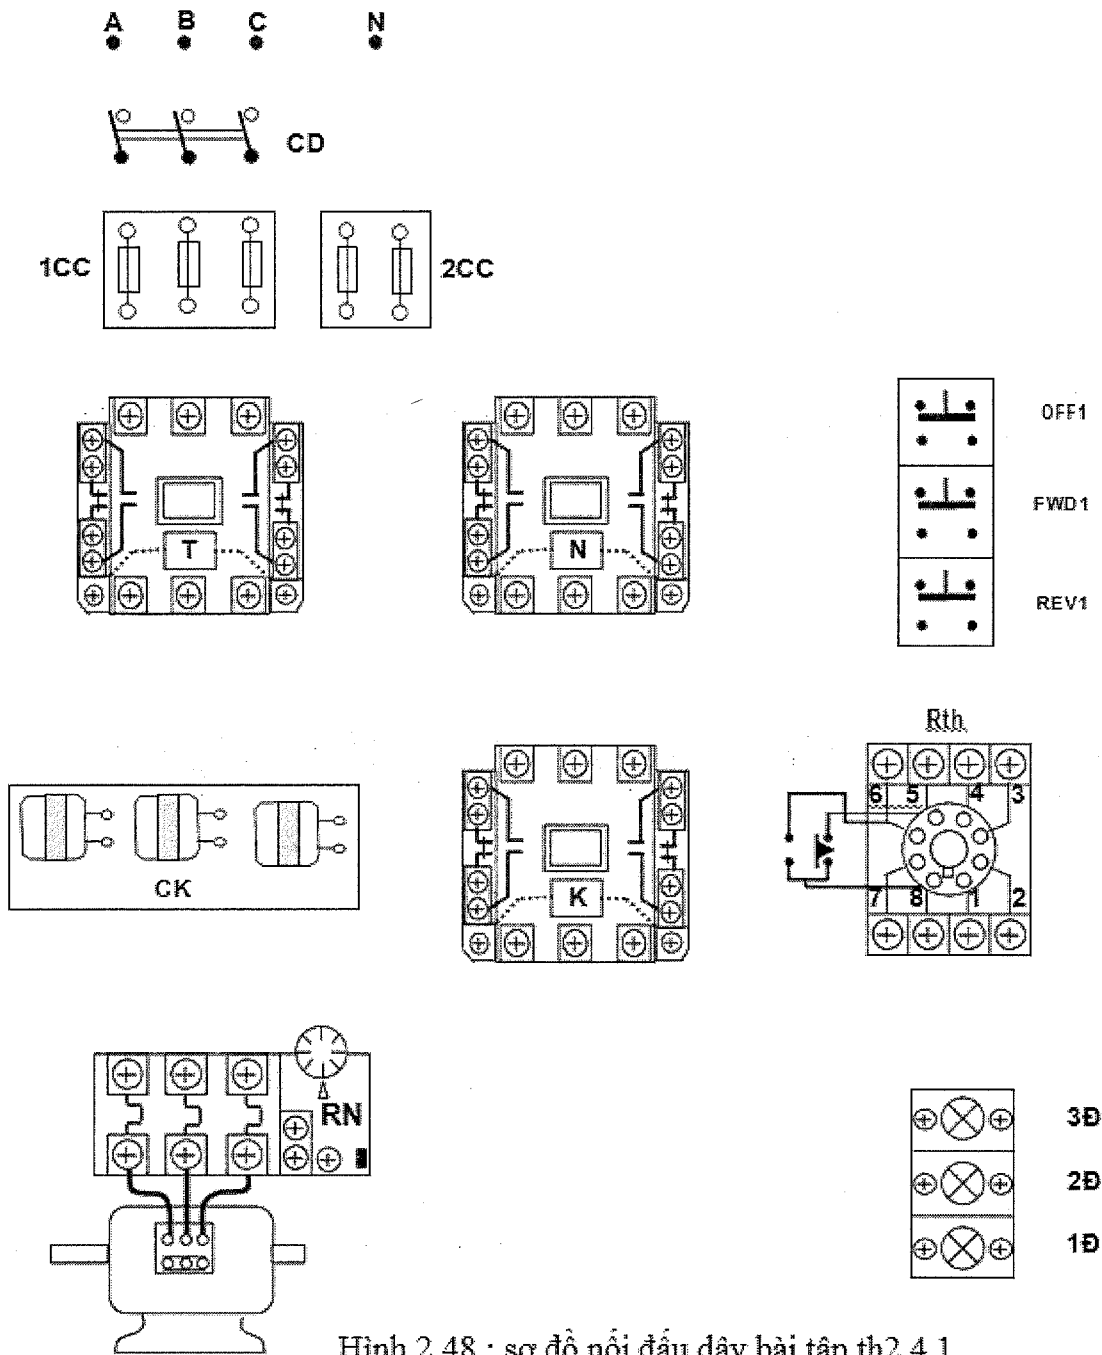 A B C N
CD
1CC 2CC
OFF1
FWD1
REV1
T N
Rth
6 5 4 3
7 8 1 2
CK
K
RN
3Đ
2Đ
1Đ
Hình 2.48 : sơ đồ nối đấu dây bài tập th2.4.1